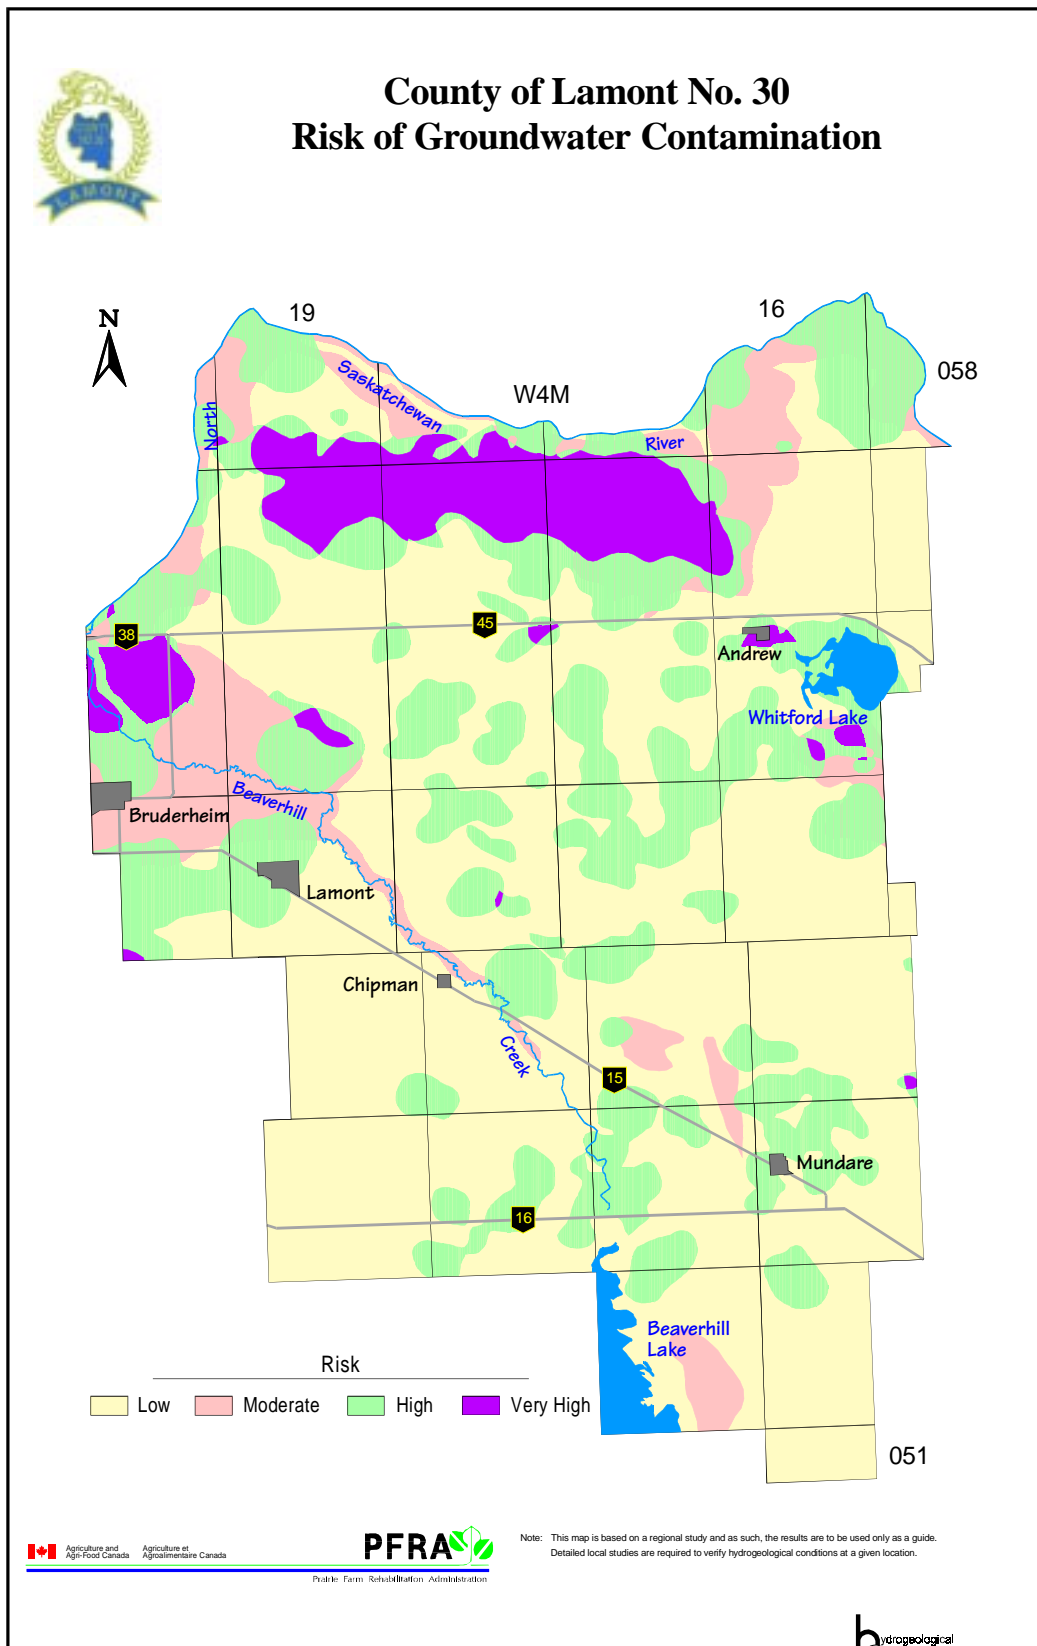 County of Lamont No. 30
Risk of Groundwater Contamination
LAMONT
N
19
16
058
W4M
North
Saskatchewan
River
38
45
Andrew
Whitford Lake
Beaverhill
Bruderheim
Lamont
Chipman
Creek
15
Mundare
16
Beaverhill
Lake
Risk
Low
Moderate
High
Very High
051
Agriculture and
Agri-Food Canada
Agriculture et
Agroalimentaire Canada
PFRA
Prairie Farm Rehabilitation Administration
Note: This map is based on a regional study and as such, the results are to be used only as a guide.
Detailed local studies are required to verify hydrogeological conditions at a given location.
hydrogeological